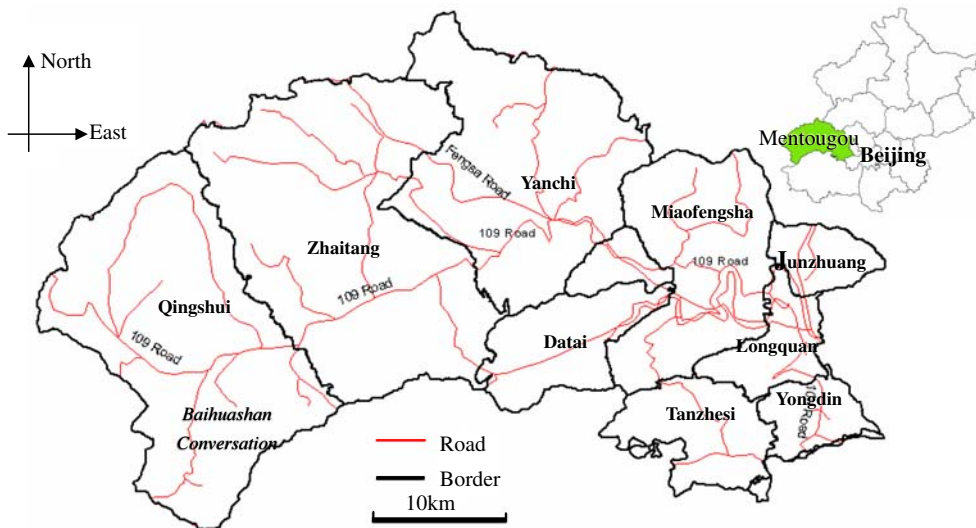 North
East
Mentougou
Beijing
Fengsa Road
Yanchi
Miaofengsha
Zhaitang
109 Road
109 Road
Junzhuang
109 Road
Qingshui
109 Road
Datai
Longquan
Baihuashan
Conversation
Tanzhesi
Yongdin
109 Road
Road
Border
10km